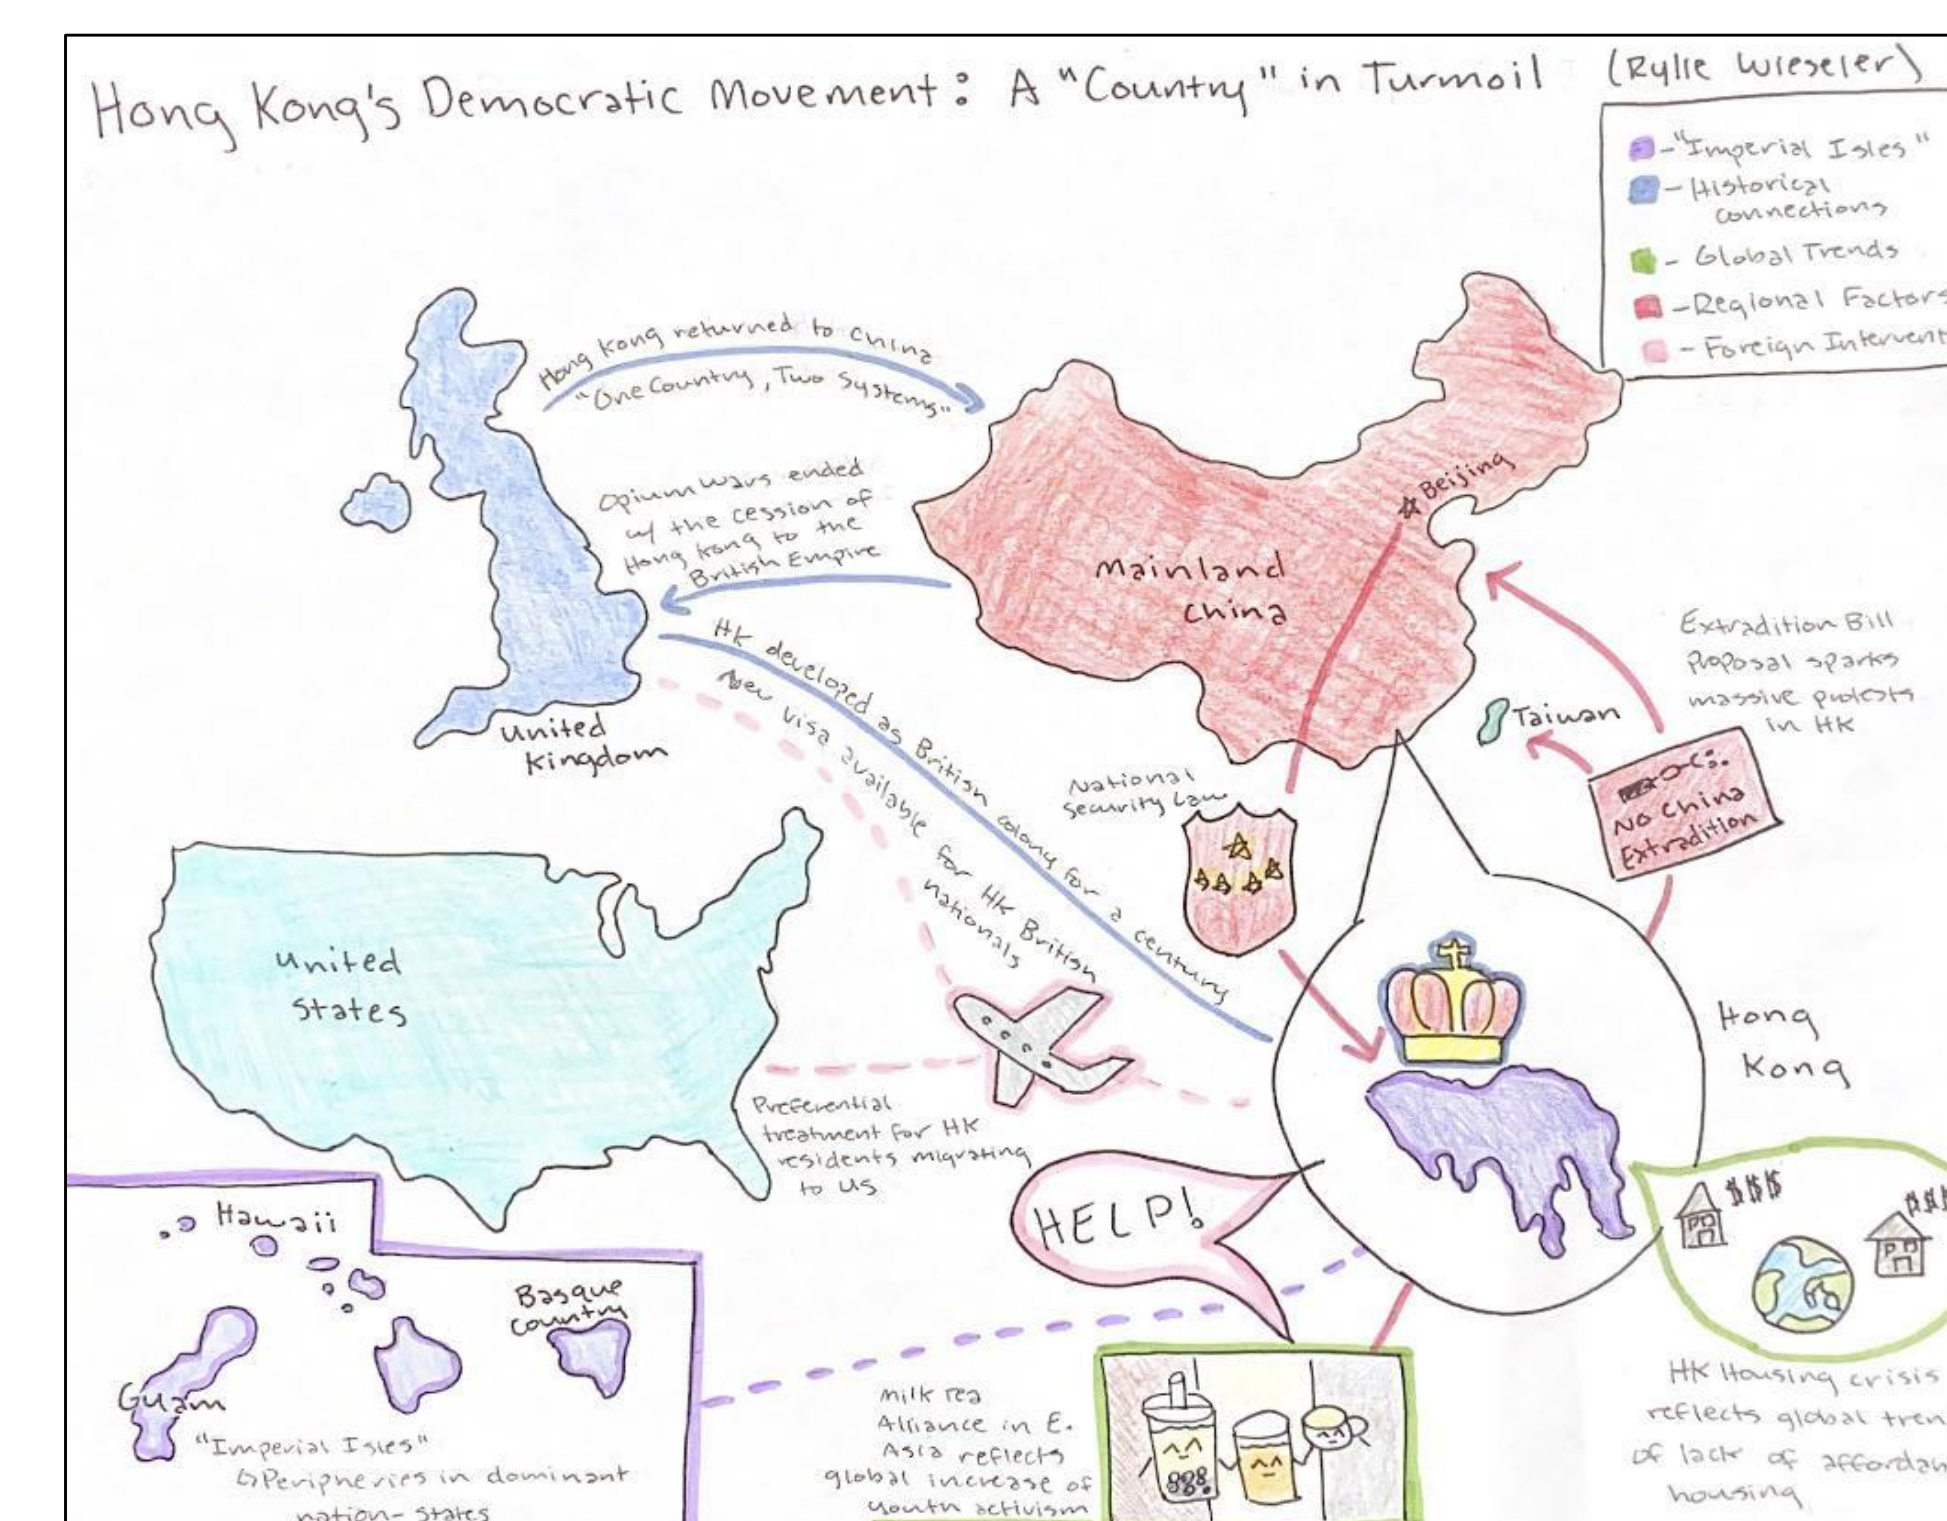 Hong Kong's Democratic Movement: A "Country" in Turmoil
(Rylie Wieseler)
- "Imperial Isles"
- Historical
connections
- Global Trends
- Regional Factors
- Foreign Intervent
Hong Kong returned to China
"One Country, Two Systems"
Opium Wars ended
w/ the cession of
Hong Kong to the
British Empire
Beijing
Mainland
China
HK developed as British colony for a century
New visa available for HK British
nationals
United
Kingdom
Extradition Bill
Proposal sparks
massive protests
in HK
Taiwan
No China
Extradition
National
Security Law
United
States
Hong
Kong
Preferential
treatment for HK
residents migrating
to US
HELP!
$$$
$$$
Hawaii
Basque
Country
Guam
"Imperial Isles"
↳Peripheries in dominant
nation-states
Milk Tea
Alliance in E.
Asia reflects
global increase of
youth activism
HK Housing crisis
reflects global tren
of lack of affordab
housing